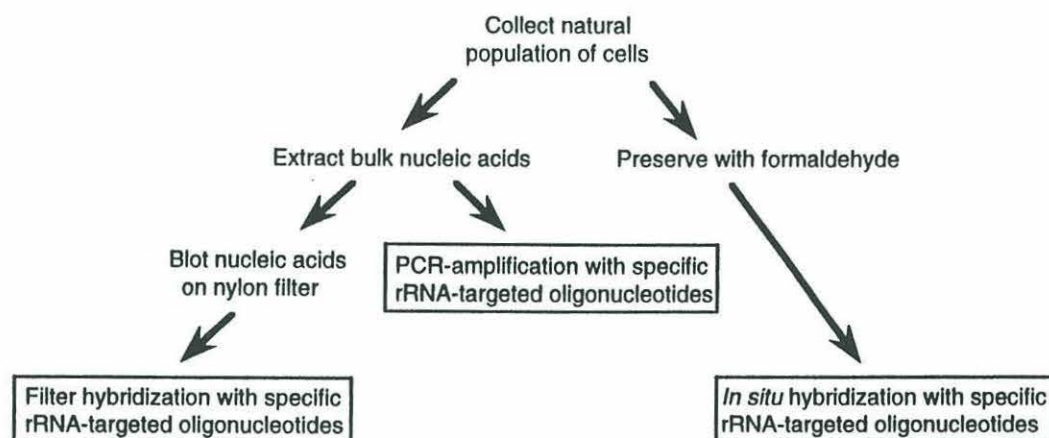 Collect natural
population of cells
Extract bulk nucleic acids
Preserve with formaldehyde
Blot nucleic acids
on nylon filter
PCR-amplification with specific
rRNA-targeted oligonucleotides
Filter hybridization with specific
rRNA-targeted oligonucleotides
In situ hybridization with specific
rRNA-targeted oligonucleotides